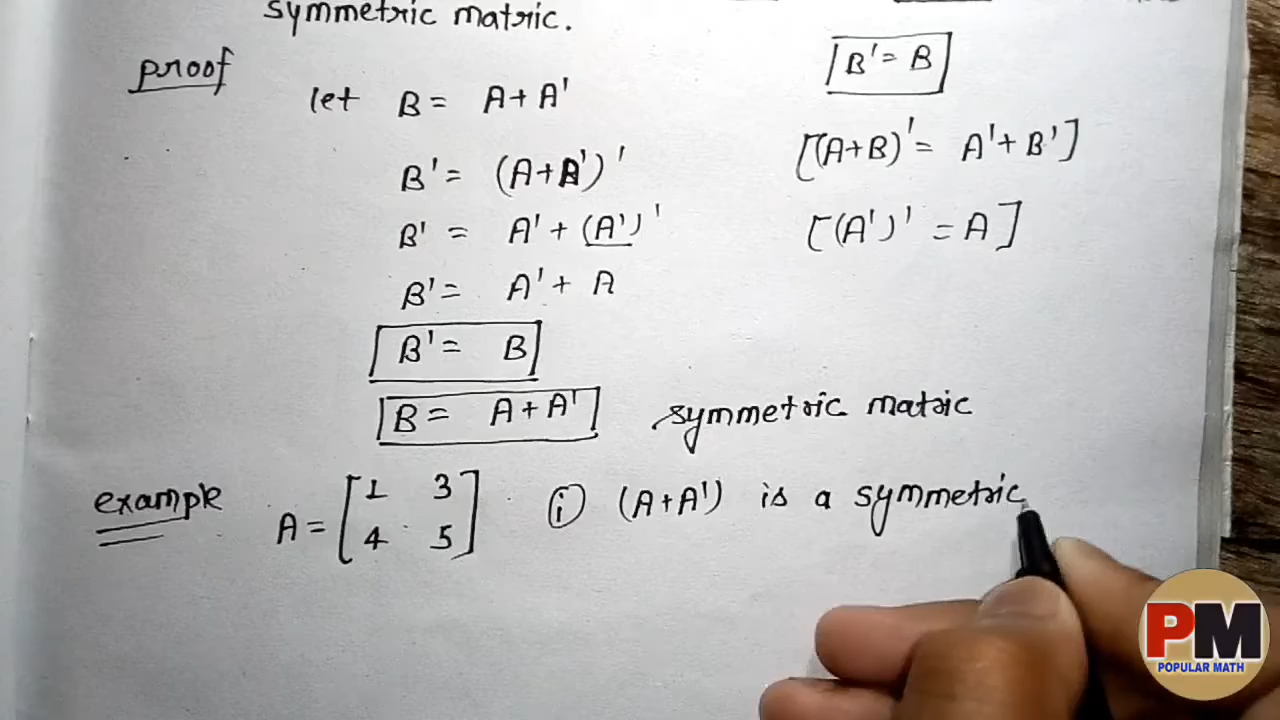 symmetric matric.
proof
let B = A + A'
B' = B
B' = (A+A')'
[(A+B)' = A' + B']
B' = A' + (A')'
[(A')' = A]
B' = A' + A
B' = B
B = A + A' symmetric matric
example A = [1 3
4 5] (i) (A+A') is a symmetric
PM
POPULAR MATH